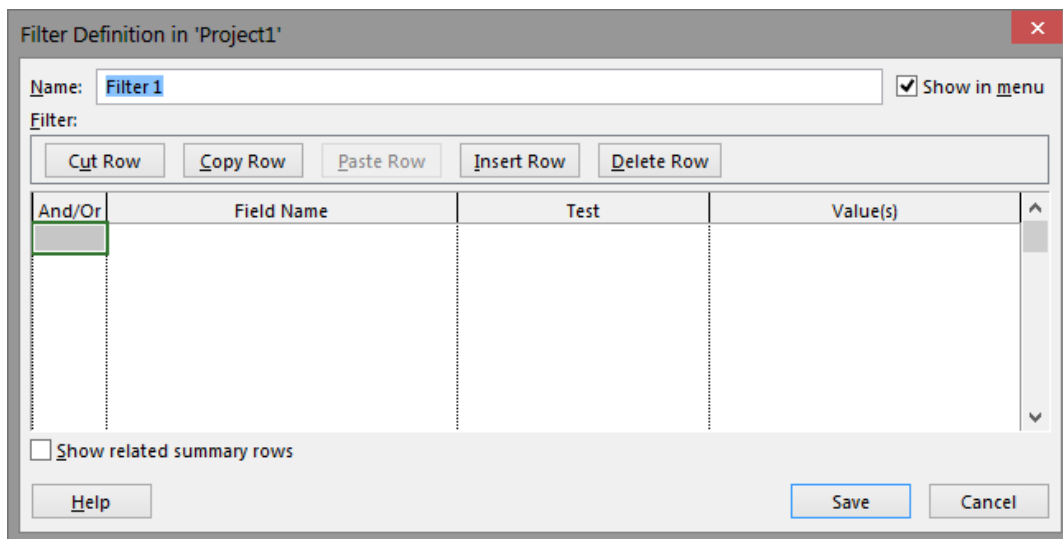 Filter Definition in 'Project1'
Name: Filter 1 Show in menu
Filter:
Cut Row Copy Row Paste Row Insert Row Delete Row
And/Or Field Name Test Value(s)
Show related summary rows
Help Save Cancel